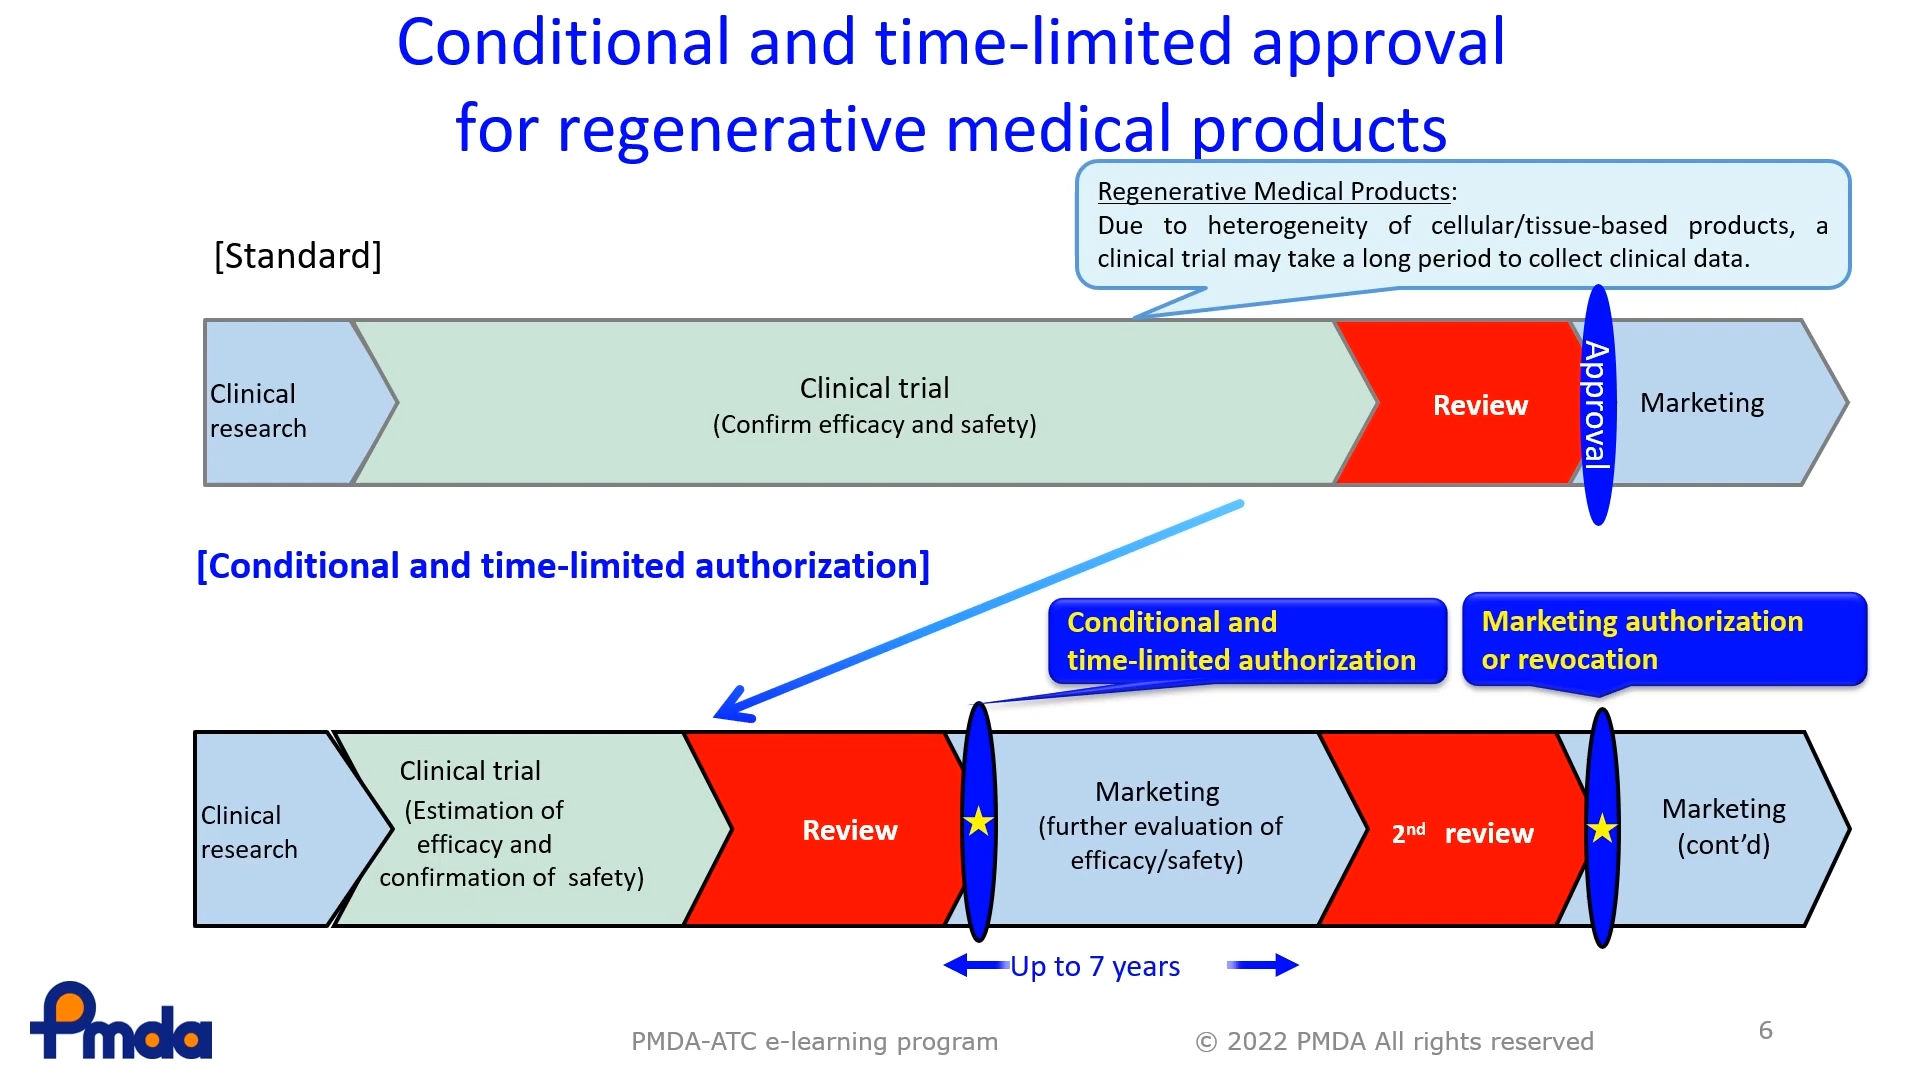 Conditional and time-limited approval
for regenerative medical products
Regenerative Medical Products:
Due to heterogeneity of cellular/tissue-based products, a
clinical trial may take a long period to collect clinical data.
[Standard]
Clinical
research
Clinical trial
(Confirm efficacy and safety)
Review
Approval
Marketing
[Conditional and time-limited authorization]
Conditional and
time-limited authorization
Marketing authorization
or revocation
Clinical
research
Clinical trial
(Estimation of
efficacy and
confirmation of safety)
Review
Marketing
(further evaluation of
efficacy/safety)
2nd review
Marketing
(cont’d)
Up to 7 years
Pmda
PMDA-ATC e-learning program
© 2022 PMDA All rights reserved
6